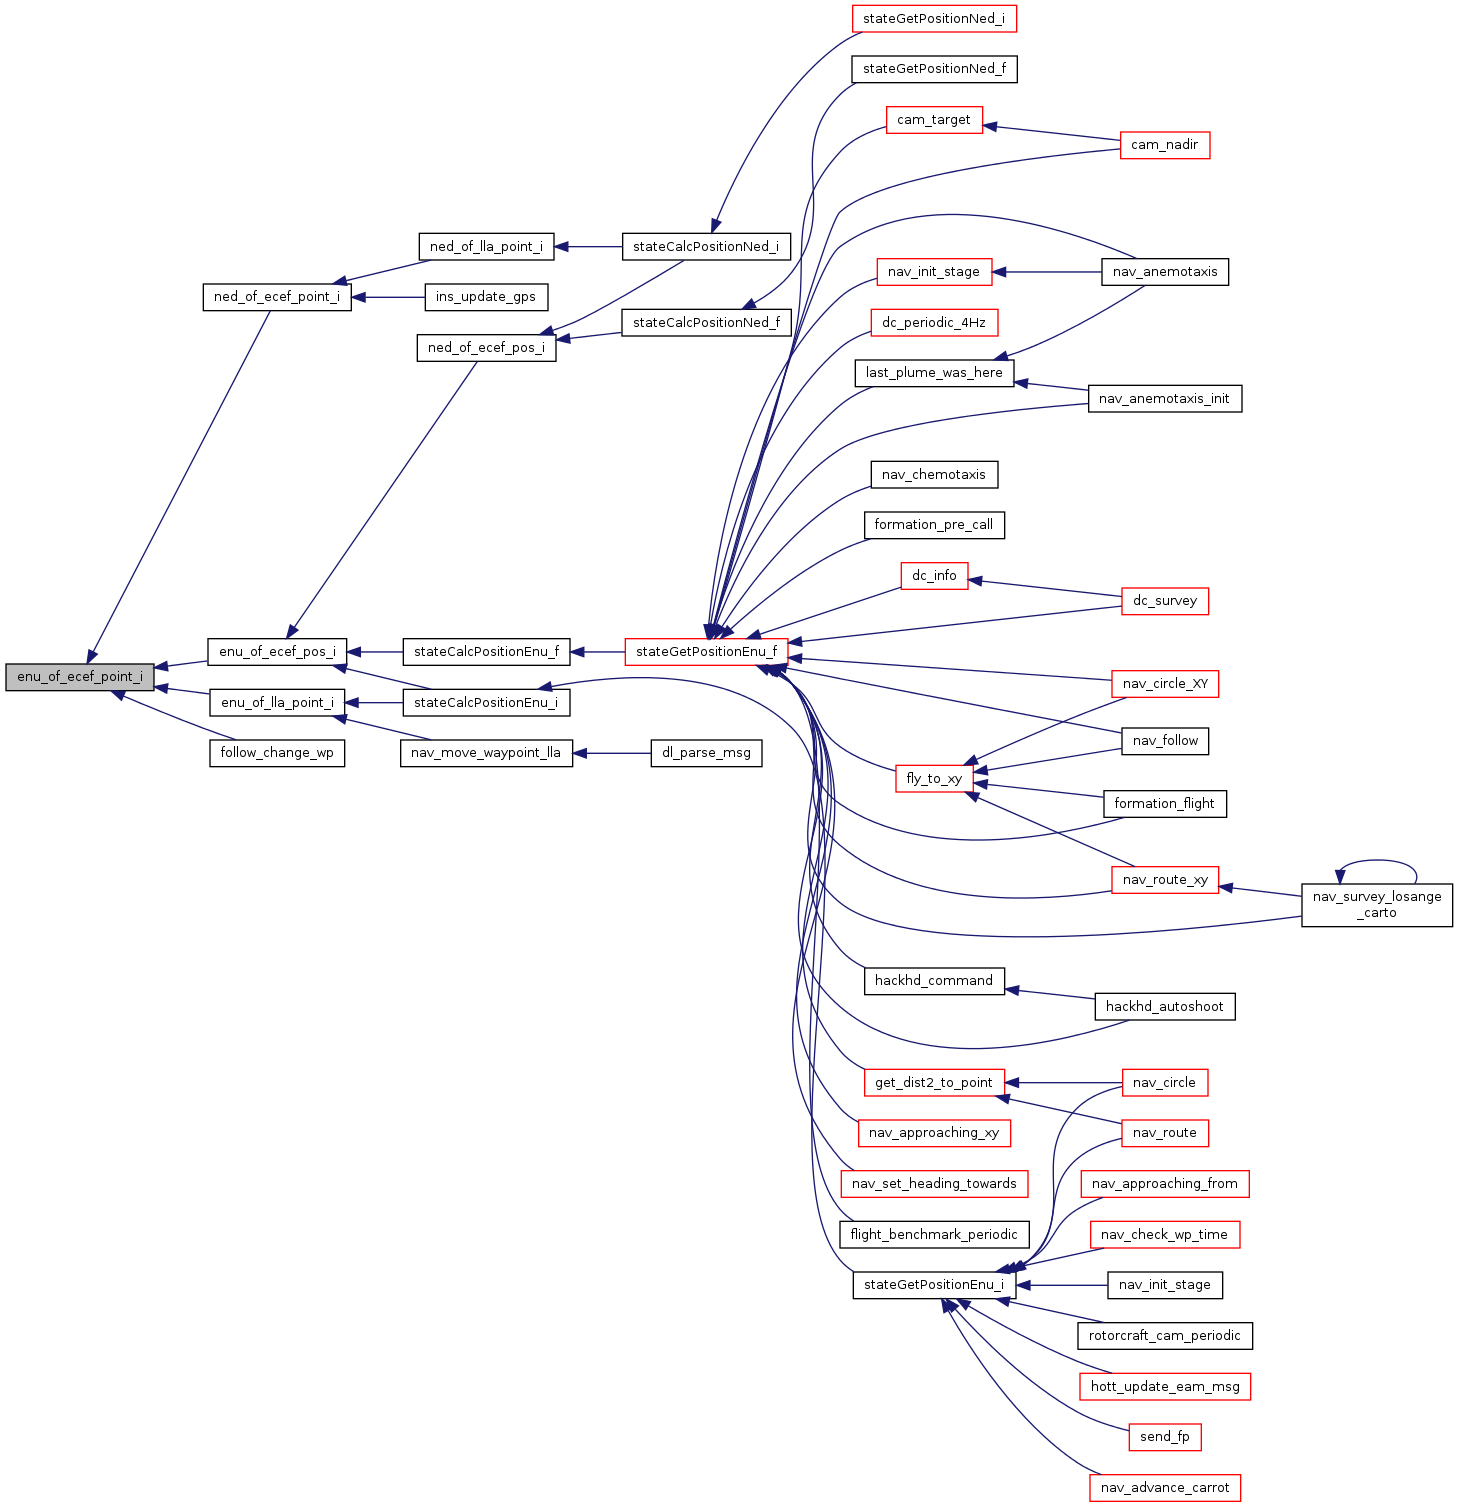 stateGetPositionNed_i
stateGetPositionNed_f
cam_target
cam_nadir
ned_of_lla_point_i
stateCalcPositionNed_i
nav_init_stage
nav_anemotaxis
ned_of_ecef_point_i
ins_update_gps
stateCalcPositionNed_f
dc_periodic_4Hz
ned_of_ecef_pos_i
last_plume_was_here
nav_anemotaxis_init
nav_chemotaxis
formation_pre_call
dc_info
dc_survey
enu_of_ecef_pos_i
stateCalcPositionEnu_f
stateGetPositionEnu_f
enu_of_ecef_point_i
nav_circle_XY
enu_of_lla_point_i
stateCalcPositionEnu_i
nav_follow
follow_change_wp
nav_move_waypoint_lla
dl_parse_msg
fly_to_xy
formation_flight
nav_route_xy
nav_survey_losange
_carto
hackhd_command
hackhd_autoshoot
get_dist2_to_point
nav_circle
nav_approaching_xy
nav_route
nav_set_heading_towards
nav_approaching_from
flight_benchmark_periodic
nav_check_wp_time
stateGetPositionEnu_i
nav_init_stage
rotorcraft_cam_periodic
hott_update_eam_msg
send_fp
nav_advance_carrot